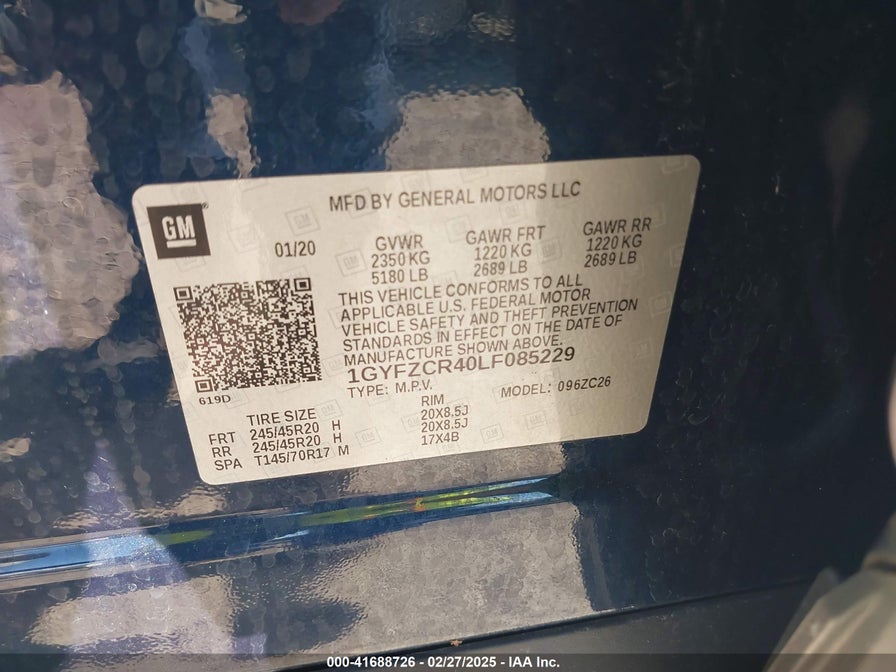 MFD BY GENERAL MOTORS LLC
GM
01/20
GVWR GAWR FRT GAWR RR
2350 KG 1220 KG 1220 KG
5180 LB 2689 LB 2689 LB
THIS VEHICLE CONFORMS TO ALL
APPLICABLE U.S. FEDERAL MOTOR
VEHICLE SAFETY AND THEFT PREVENTION
STANDARDS IN EFFECT ON THE DATE OF
MANUFACTURE SHOWN ABOVE.
1GYFZCR40LF085229
619D
TYPE: M.P.V. MODEL: 096ZC26
TIRE SIZE RIM
FRT 245/45R20 H 20X8.5J
RR 245/45R20 H 20X8.5J
SPA T145/70R17 M 17X4B
000-41688726 - 02/27/2025 - IAA Inc.